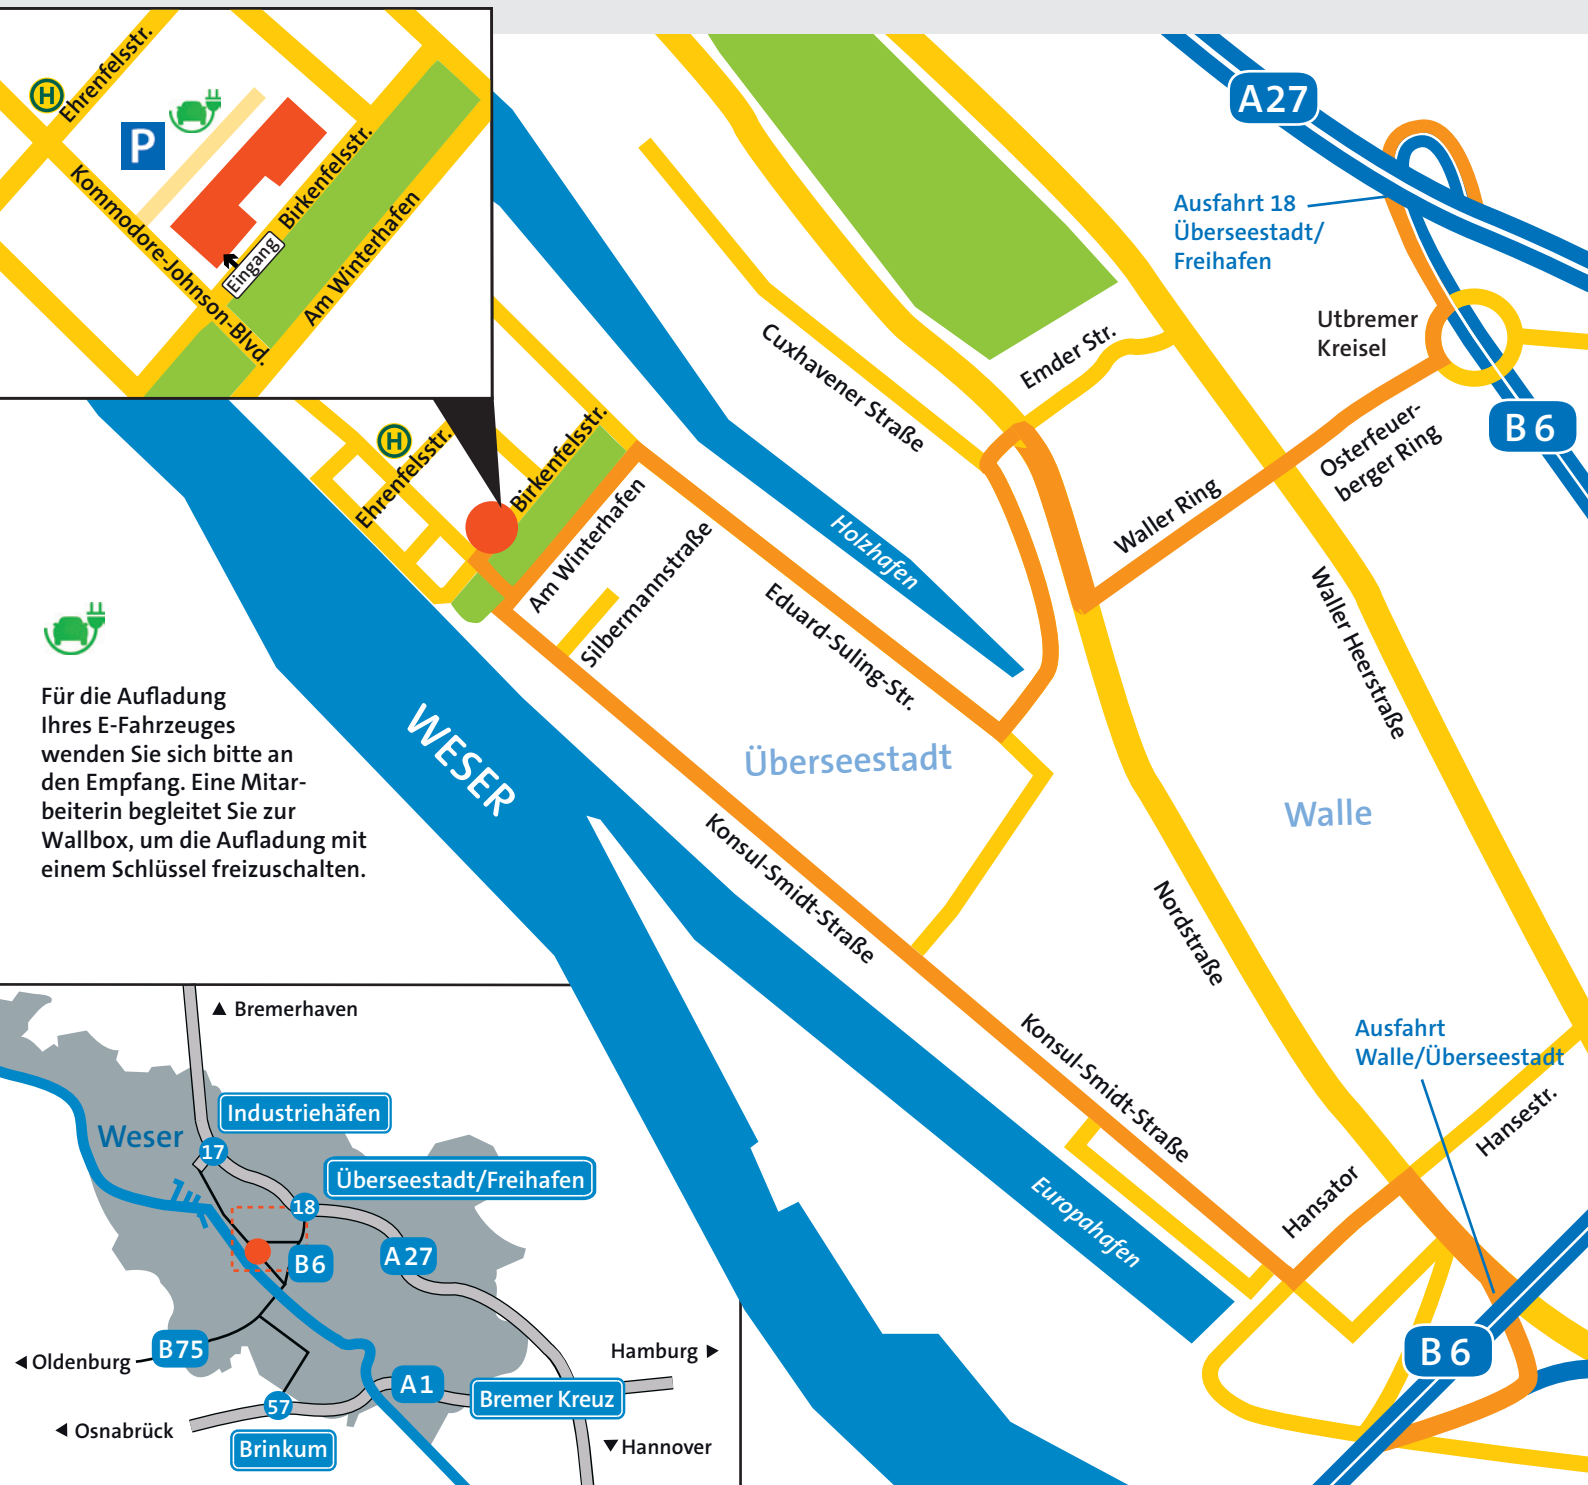 Ehrenfelsstr.
H
P
Kommodore-Johnson-Blvd.
Birkenfelsstr.
Eingang
Am Winterhafen
A27
Ausfahrt 18
Überseestadt/
Freihafen
Utbremer
Kreisel
B 6
Osterfeuer-
berger Ring
Waller Ring
Emder Str.
Cuxhavener Straße
Holzhafen
H
Ehrenfelsstr.
Birkenfelsstr.
Am Winterhafen
Silbermannstraße
Eduard-Suling-Str.
Waller Heerstraße
Überseestadt
Walle
WESER
Konsul-Smidt-Straße
Nordstraße
Für die Aufladung
Ihres E-Fahrzeuges
wenden Sie sich bitte an
den Empfang. Eine Mitar-
beiterin begleitet Sie zur
Wallbox, um die Aufladung mit
einem Schlüssel freizuschalten.
Konsul-Smidt-Straße
Ausfahrt
Walle/Überseestadt
Hansestr.
Hansator
Europahafen
B 6
▲ Bremerhaven
Industriehäfen
Weser
17
Überseestadt/Freihafen
18
A 27
B6
B75
◀ Oldenburg
Hamburg ▶
A 1
Bremer Kreuz
57
◀ Osnabrück
Brinkum
▼ Hannover